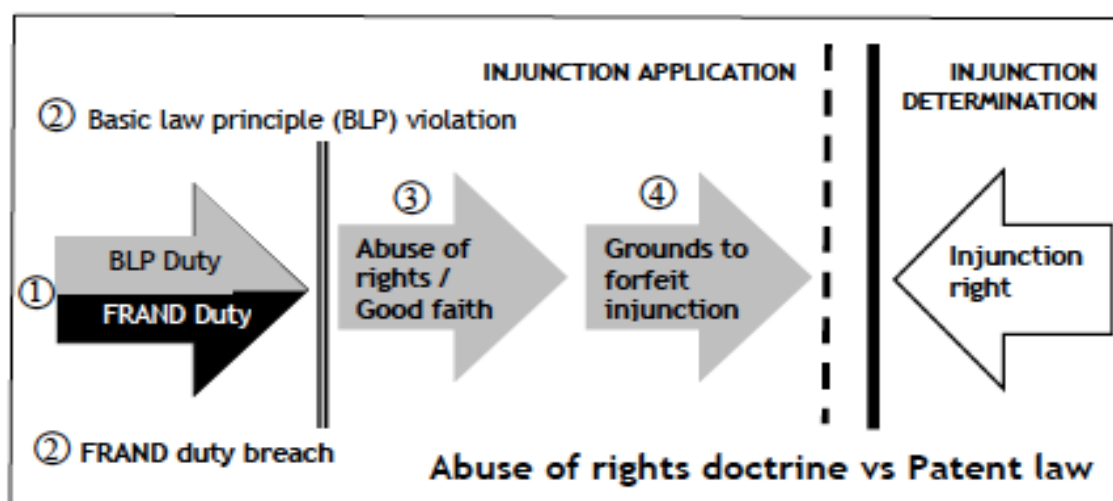 INJUNCTION APPLICATION
INJUNCTION
DETERMINATION
② Basic law principle (BLP) violation
① BLP Duty
FRAND Duty
③
Abuse of
rights /
Good faith
④
Grounds to
forfeit
injunction
Injunction
right
② FRAND duty breach
Abuse of rights doctrine vs Patent law